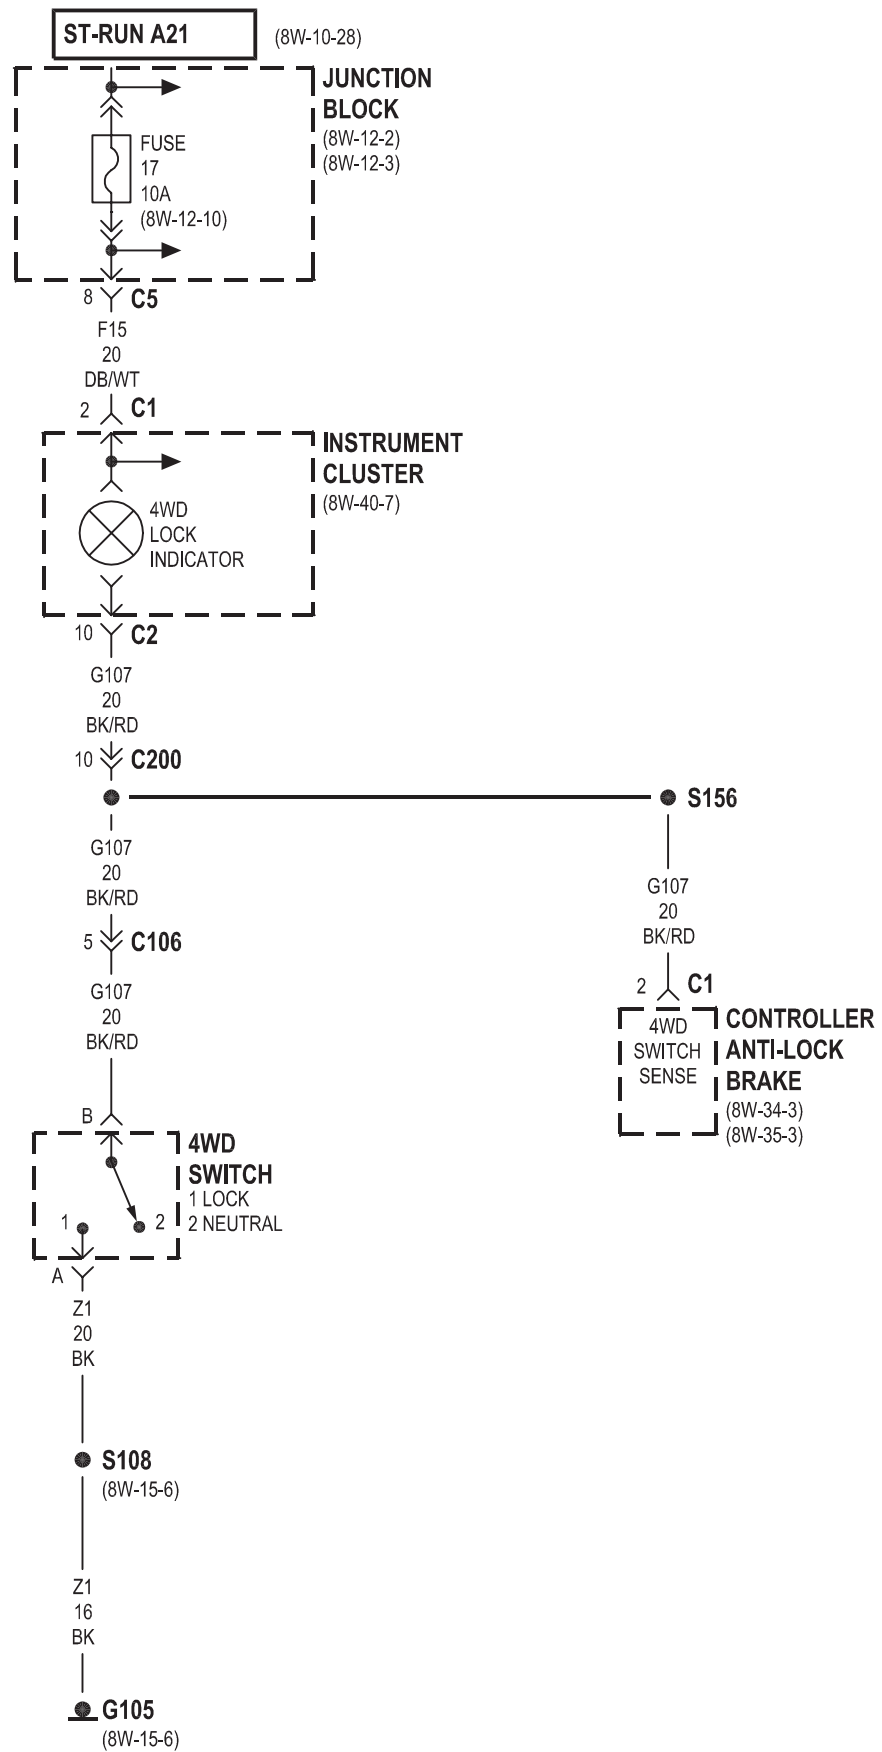 ST-RUN A21 (8W-10-28)
JUNCTION
BLOCK
(8W-12-2)
(8W-12-3)
FUSE
17
10A
(8W-12-10)
8 C5
F15
20
DB/WT
2 C1
INSTRUMENT
CLUSTER
(8W-40-7)
4WD
LOCK
INDICATOR
10 C2
G107
20
BK/RD
10 C200
S156
G107
20
BK/RD
5 C106
G107
20
BK/RD
G107
20
BK/RD
2 C1
4WD
SWITCH
SENSE
CONTROLLER
ANTI-LOCK
BRAKE
(8W-34-3)
(8W-35-3)
B
4WD
SWITCH
1 LOCK
2 NEUTRAL
1 2
A
Z1
20
BK
S108
(8W-15-6)
Z1
16
BK
G105
(8W-15-6)